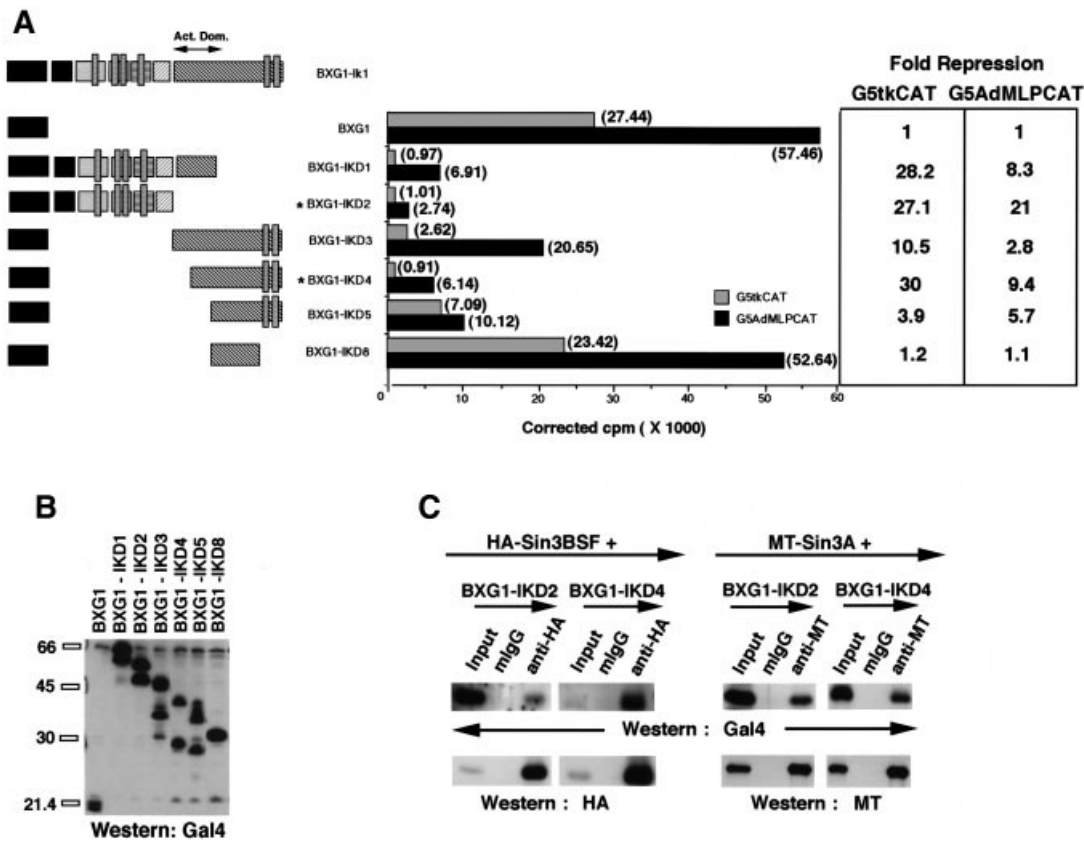 A
Act. Dom.
BXG1-Ik1
Fold Repression
G5tkCAT G5AdMLPCAT
BXG1 (27.44) (57.46) 1 1
BXG1-IKD1 (0.97) (6.91) 28.2 8.3
* BXG1-IKD2 (1.01) (2.74) 27.1 21
BXG1-IKD3 (2.62) (20.65) 10.5 2.8
* BXG1-IKD4 (0.91) (6.14) 30 9.4
BXG1-IKD5 (7.09) (10.12) 3.9 5.7
BXG1-IKD8 (23.42) (52.64) 1.2 1.1
G5tkCAT
G5AdMLPCAT
0 10 20 30 40 50 60
Corrected cpm ( X 1000)
B
BXG1
BXG1 - IKD1
BXG1 - IKD2
BXG1 - IKD3
BXG1 -IKD4
BXG1 -IKD5
BXG1 -IKD8
66
45
30
21.4
Western: Gal4
C
HA-Sin3BSF + MT-Sin3A +
BXG1-IKD2 BXG1-IKD4 BXG1-IKD2 BXG1-IKD4
Input mIgG anti-HA Input mIgG anti-HA Input mIgG anti-MT Input mIgG anti-MT
Western : Gal4
Western : HA Western : MT